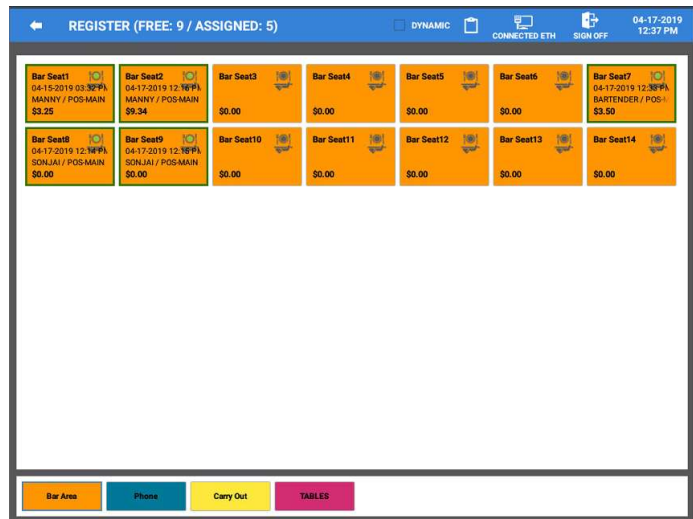 REGISTER (FREE: 9 / ASSIGNED: 5)
DYNAMIC
CONNECTED ETH
SIGN OFF
04-17-2019
12:37 PM
Bar Seat1
04-15-2019 03:32 PM
MANNY / POS-MAIN
$3.25
Bar Seat2
04-17-2019 12:16 PM
MANNY / POS-MAIN
$9.34
Bar Seat3
$0.00
Bar Seat4
$0.00
Bar Seat5
$0.00
Bar Seat6
$0.00
Bar Seat7
04-17-2019
BARTENDER / POS-
$3.50
Bar Seat8
04-17-2019 12:14 PM
SONJAI / POS-MAIN
$0.00
Bar Seat9
04-17-2019
SONJAI / POS-MAIN
$0.00
Bar Seat10
$0.00
Bar Seat11
$0.00
Bar Seat12
$0.00
Bar Seat13
$0.00
Bar Seat14
$0.00
Bar Area
Phone
Carry Out
TABLES